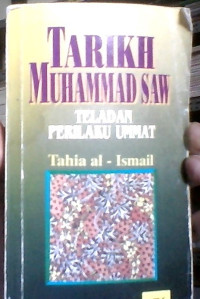 TARIKH
MUHAMMAD SAW
TELADAN
PERILAKU UMMAT
Tahia al - Ismail